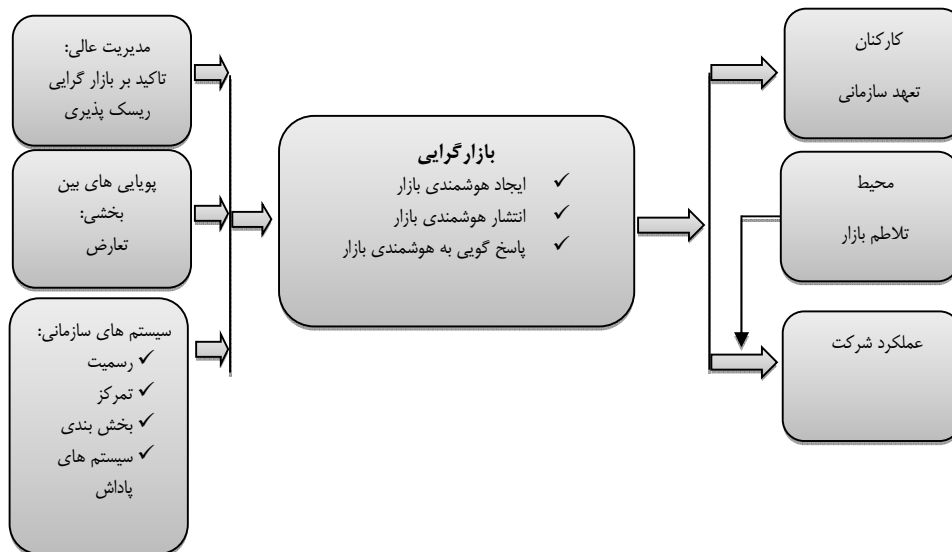 مدیریت عالی:
تاکید بر بازار گرایی
ریسک پذیری
پویایی های بین
بخشی:
تعارض
سیستم های سازمانی:
✓ رسمیت
✓ تمرکز
✓ بخش بندی
✓ سیستم های
پاداش
بازارگرایی
✓ ایجاد هوشمندی بازار
✓ انتشار هوشمندی بازار
✓ پاسخ گویی به هوشمندی بازار
کارکنان
تعهد سازمانی
محیط
تلاطم بازار
عملکرد شرکت